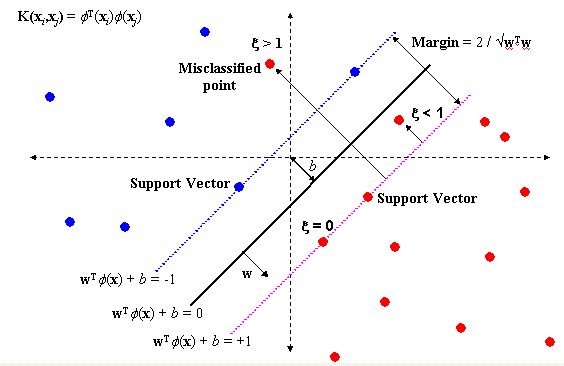 K(xᵢ,xⱼ) = ϕᵀ(xᵢ)ϕ(xⱼ)
ξ > 1
Margin = 2 / √wᵀw
Misclassified
point
ξ < 1
b
Support Vector
Support Vector
ξ = 0
w
wᵀϕ(x) + b = -1
wᵀϕ(x) + b = 0
wᵀϕ(x) + b = +1